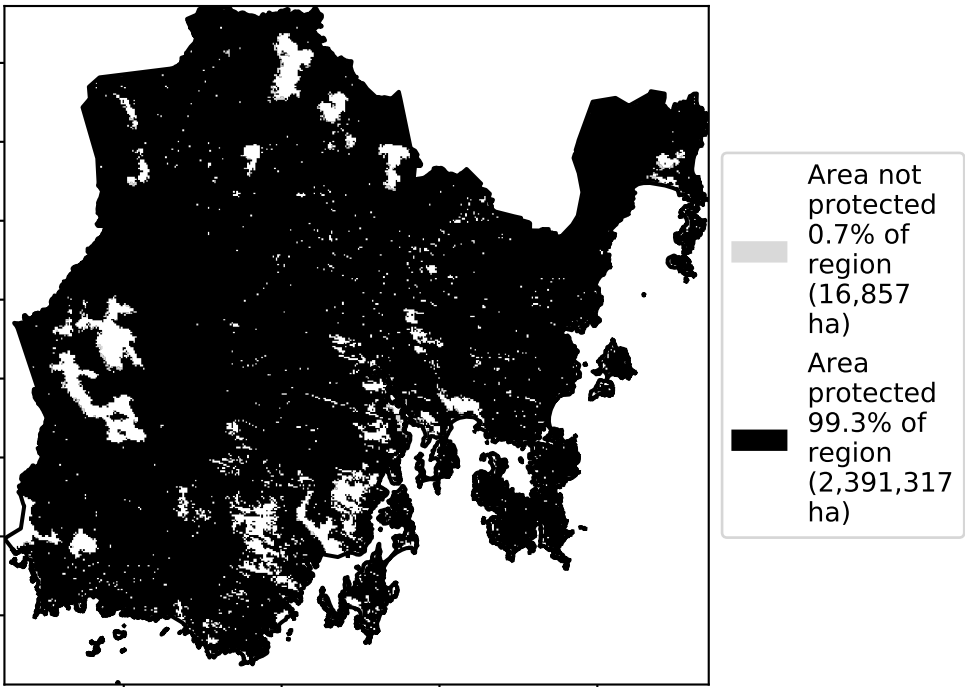 Area not
protected
0.7% of
region
(16,857
ha)
Area
protected
99.3% of
region
(2,391,317
ha)